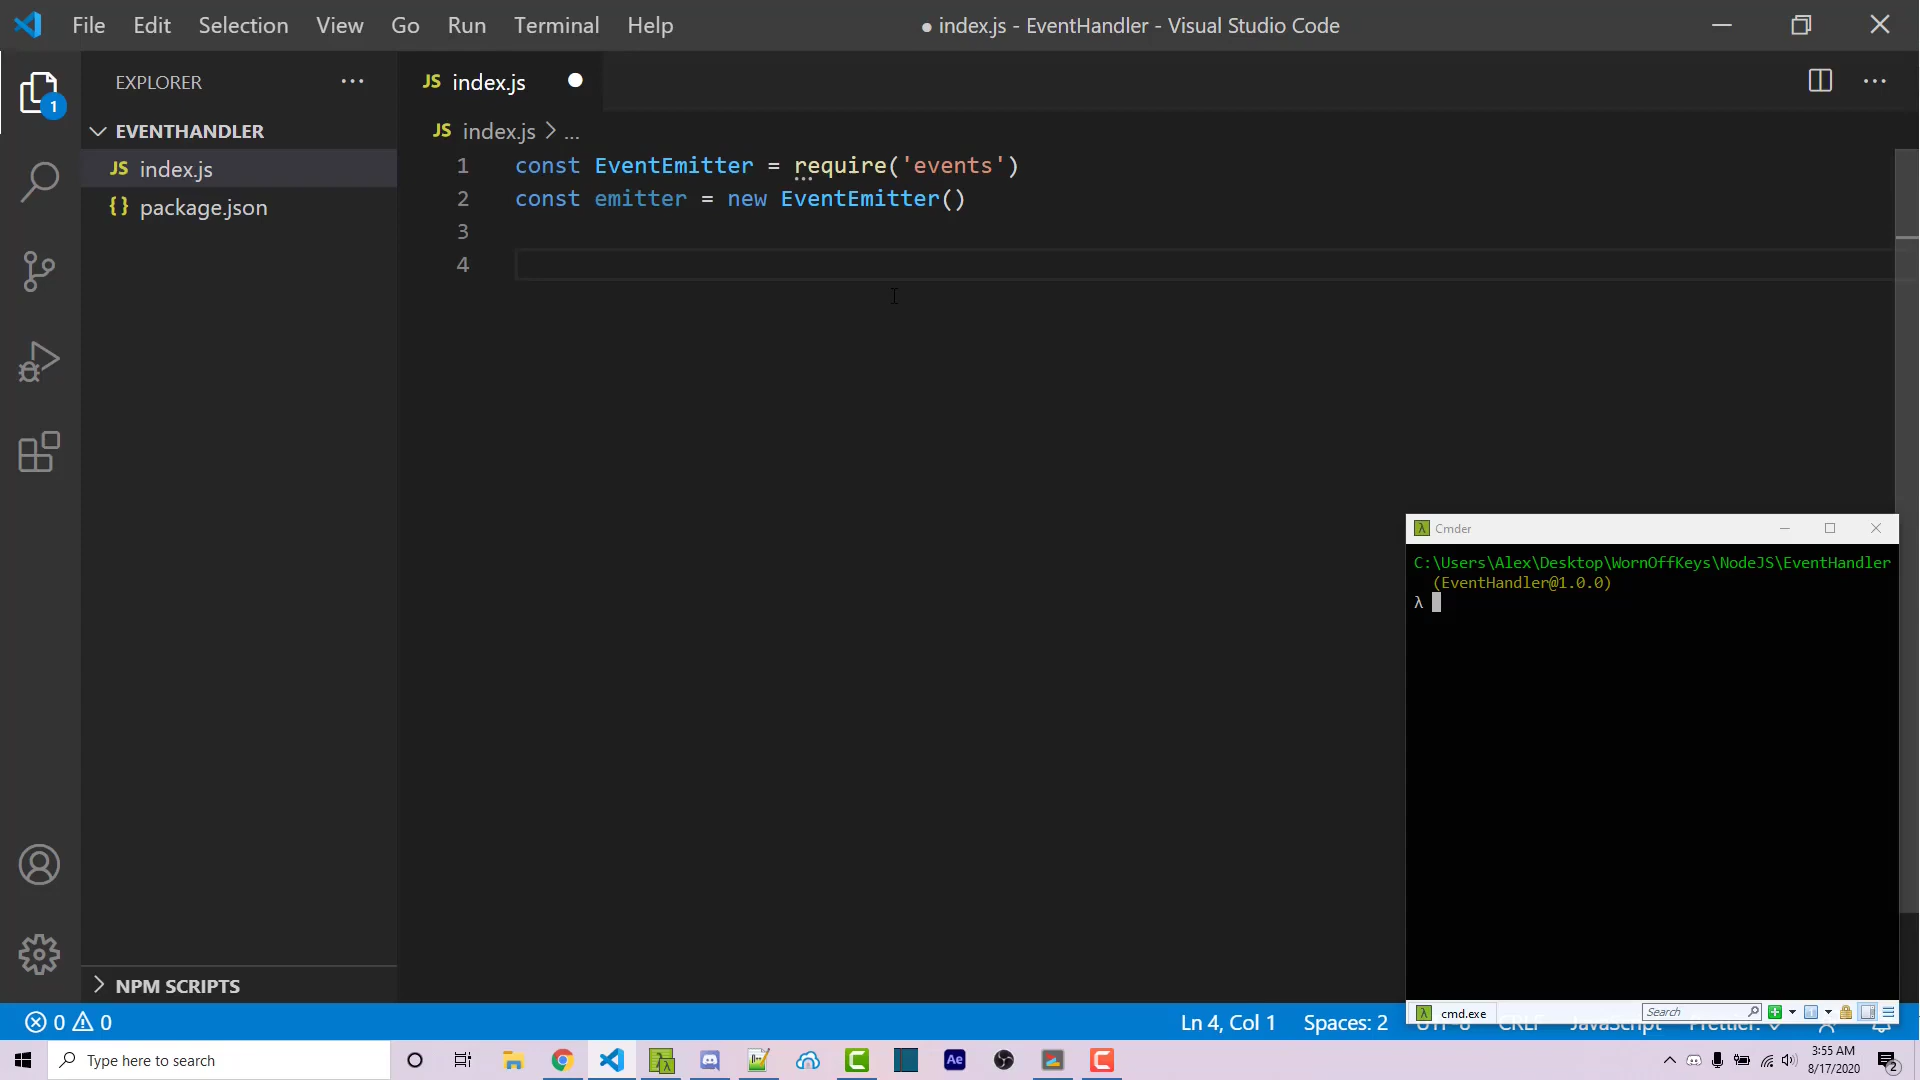 File Edit Selection View Go Run Terminal Help
● index.js - EventHandler - Visual Studio Code
EXPLORER ···
JS index.js ●
1
EVENTHANDLER
JS index.js > ...
JS index.js
{} package.json
1 const EventEmitter = require('events')
2 const emitter = new EventEmitter()
3
4
λ Cmder
C:\Users\Alex\Desktop\WornOffKeys\NodeJS\EventHandler
(EventHandler@1.0.0)
λ
λ cmd.exe
Search
NPM SCRIPTS
0 0
Ln 4, Col 1 Spaces: 2 UTF-8 CRLF JavaScript Prettier: ✓
Type here to search
Ae
3:55 AM
8/17/2020
2